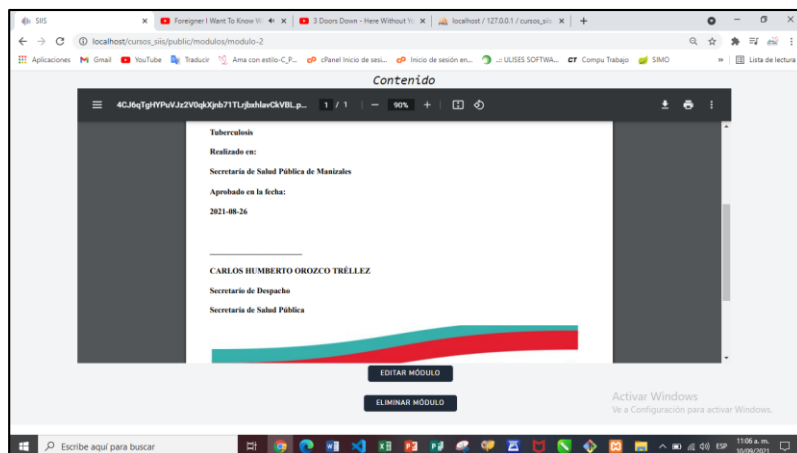 SIIS
Foreigner I Want To Know W
3 Doors Down - Here Without Yo
localhost / 127.0.0.1 / cursos_siis
localhost/cursos_siis/public/modulos/modulo-2
Aplicaciones
Gmail
YouTube
Traducir
Ama con estilo-C_P...
cPanel Inicio de sesi...
cP Inicio de sesión en...
..: ULISES SOFTWA...
CT Compu Trabajo
SIMO
»
Lista de lectura
Contenido
1 / 1
90%
Tuberculosis
Realizado en:
Secretaría de Salud Pública de Manizales
Aprobado en la fecha:
2021-08-26
CARLOS HUMBERTO OROZCO TRÉLLEZ
Secretario de Despacho
Secretaría de Salud Pública
EDITAR MÓDULO
ELIMINAR MÓDULO
Activar Windows
Ve a Configuración para activar Windows.
Escribe aquí para buscar
ESP
11:06 a. m.
10/09/2021